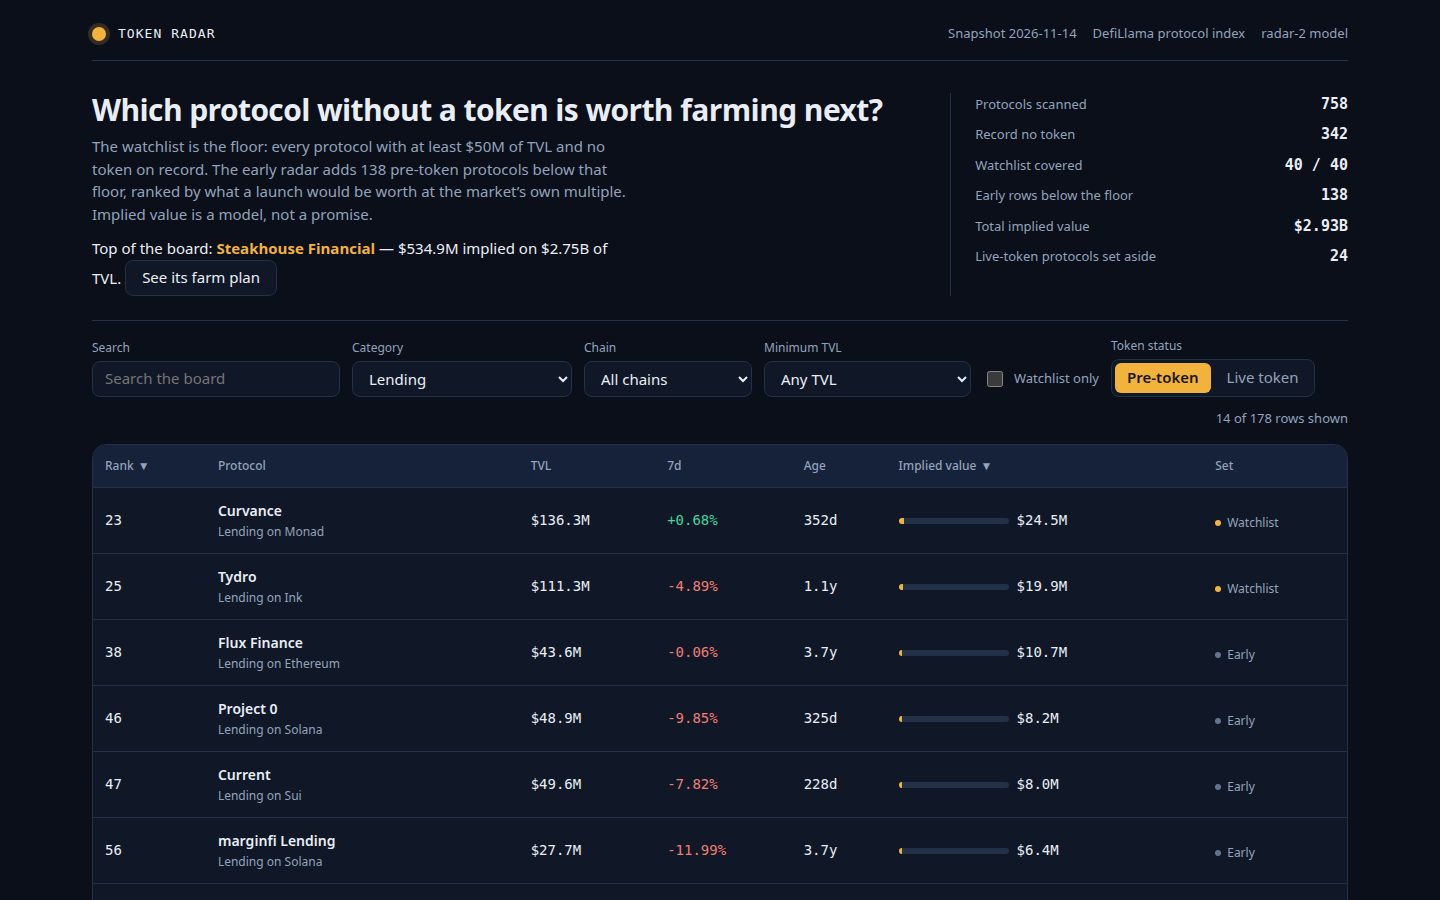 TOKEN RADAR
Snapshot 2026-11-14 DefiLlama protocol index radar-2 model
Which protocol without a token is worth farming next?
The watchlist is the floor: every protocol with at least $50M of TVL and no
token on record. The early radar adds 138 pre-token protocols below that
floor, ranked by what a launch would be worth at the market's own multiple.
Implied value is a model, not a promise.
Top of the board: Steakhouse Financial — $534.9M implied on $2.75B of
TVL. See its farm plan
Protocols scanned 758
Record no token 342
Watchlist covered 40 / 40
Early rows below the floor 138
Total implied value $2.93B
Live-token protocols set aside 24
Search Category Chain Minimum TVL Token status
Search the board Lending All chains Any TVL Watchlist only Pre-token Live token
14 of 178 rows shown
Rank ▼ Protocol TVL 7d Age Implied value ▼ Set
23 Curvance $136.3M +0.68% 352d $24.5M Watchlist
Lending on Monad
25 Tydro $111.3M -4.89% 1.1y $19.9M Watchlist
Lending on Ink
38 Flux Finance $43.6M -0.06% 3.7y $10.7M Early
Lending on Ethereum
46 Project 0 $48.9M -9.85% 325d $8.2M Early
Lending on Solana
47 Current $49.6M -7.82% 228d $8.0M Early
Lending on Sui
56 marginfi Lending $27.7M -11.99% 3.7y $6.4M Early
Lending on Solana